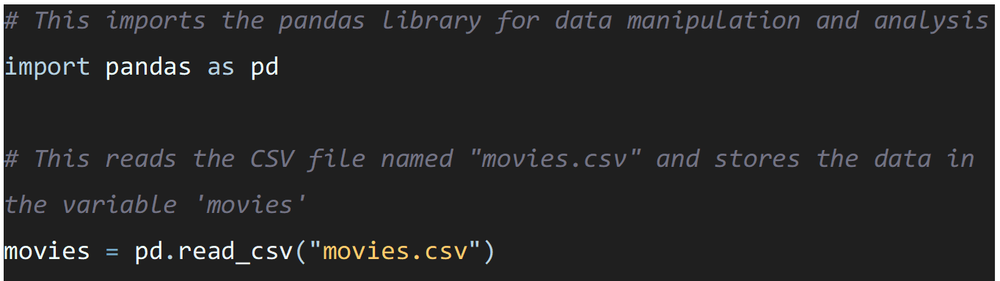 # This imports the pandas library for data manipulation and analysis
import pandas as pd
# This reads the CSV file named "movies.csv" and stores the data in
the variable 'movies'
movies = pd.read_csv("movies.csv")